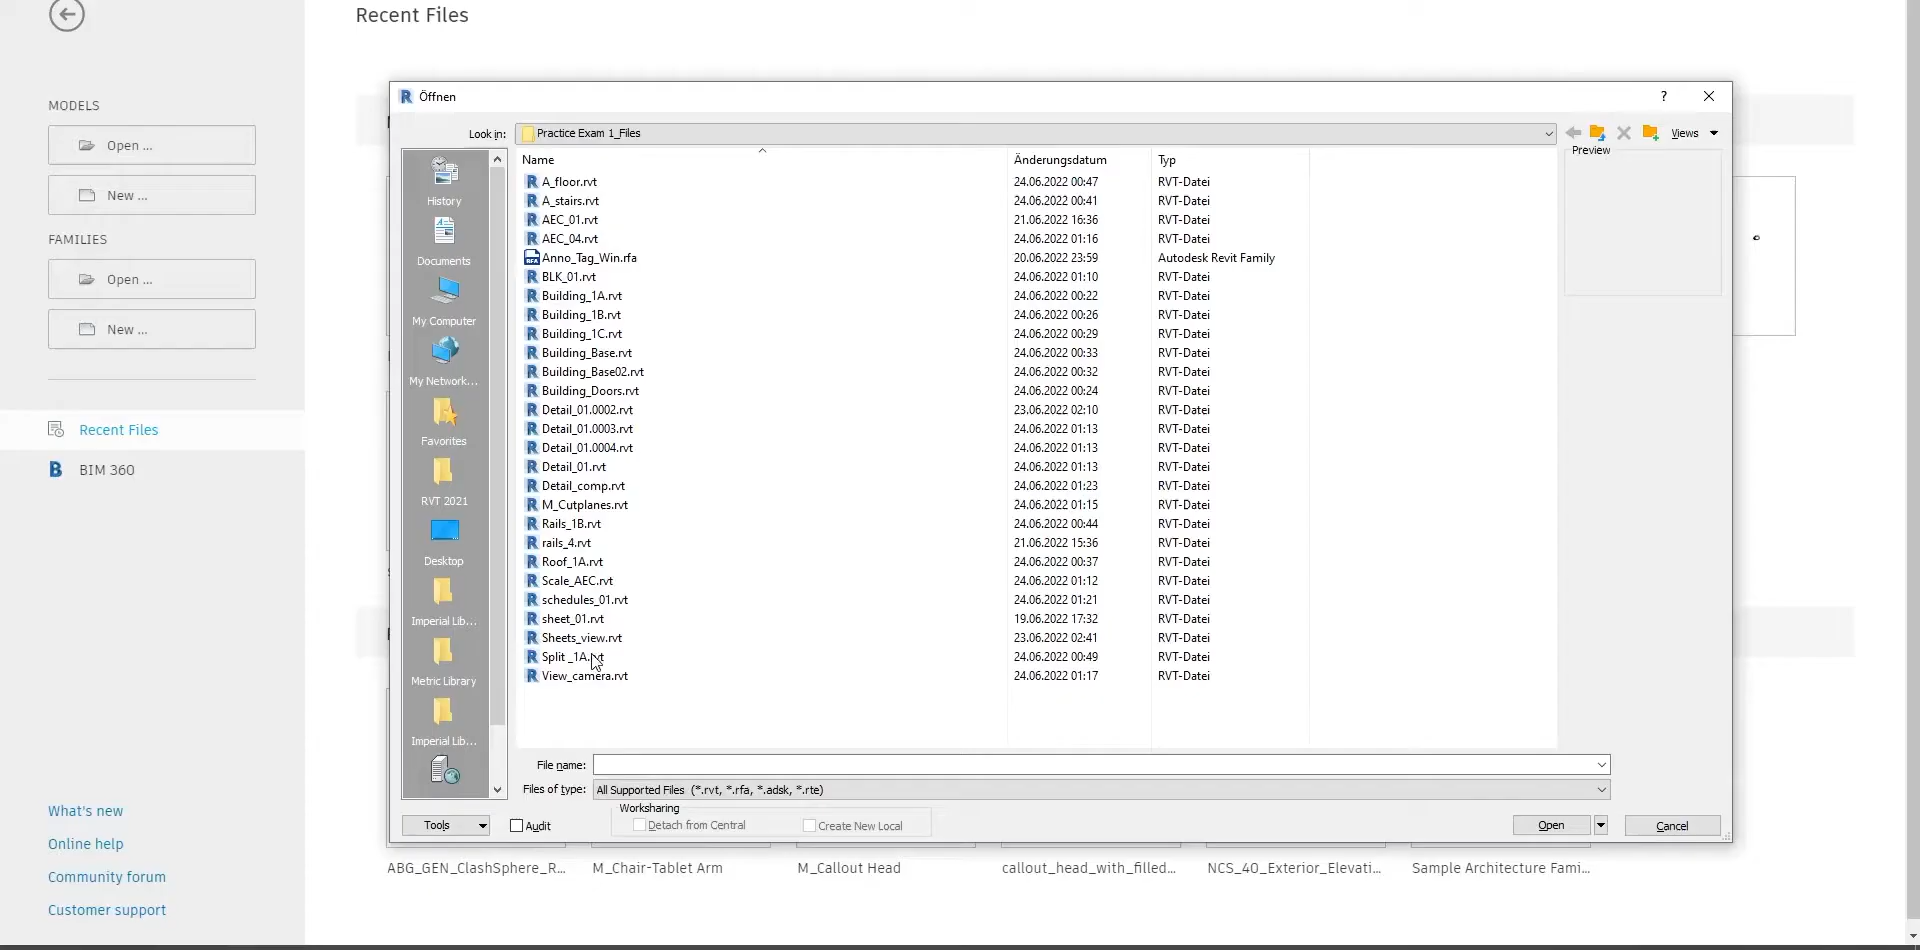 Recent Files
MODELS
Open ...
New ...
FAMILIES
Open ...
New ...
Recent Files
BIM 360
What's new
Online help
Community forum
Customer support
Öffnen
Look in: Practice Exam 1_Files Views
History
Documents
My Computer
My Network...
Favorites
RVT 2021
Desktop
Imperial Lib...
Metric Library
Imperial Lib...
Name Änderungsdatum Typ
A_floor.rvt 24.06.2022 00:47 RVT-Datei
A_stairs.rvt 24.06.2022 00:41 RVT-Datei
AEC_01.rvt 21.06.2022 16:36 RVT-Datei
AEC_04.rvt 24.06.2022 01:16 RVT-Datei
Anno_Tag_Win.rfa 20.06.2022 23:59 Autodesk Revit Family
BLK_01.rvt 24.06.2022 01:10 RVT-Datei
Building_1A.rvt 24.06.2022 00:22 RVT-Datei
Building_1B.rvt 24.06.2022 00:26 RVT-Datei
Building_1C.rvt 24.06.2022 00:29 RVT-Datei
Building_Base.rvt 24.06.2022 00:33 RVT-Datei
Building_Base02.rvt 24.06.2022 00:32 RVT-Datei
Building_Doors.rvt 24.06.2022 00:24 RVT-Datei
Detail_01.0002.rvt 23.06.2022 02:10 RVT-Datei
Detail_01.0003.rvt 24.06.2022 01:13 RVT-Datei
Detail_01.0004.rvt 24.06.2022 01:13 RVT-Datei
Detail_01.rvt 24.06.2022 01:13 RVT-Datei
Detail_comp.rvt 24.06.2022 01:23 RVT-Datei
M_Cutplanes.rvt 24.06.2022 01:15 RVT-Datei
Rails_1B.rvt 24.06.2022 00:44 RVT-Datei
rails_4.rvt 21.06.2022 15:36 RVT-Datei
Roof_1A.rvt 24.06.2022 00:37 RVT-Datei
Scale_AEC.rvt 24.06.2022 01:12 RVT-Datei
schedules_01.rvt 24.06.2022 01:21 RVT-Datei
sheet_01.rvt 19.06.2022 17:32 RVT-Datei
Sheets_view.rvt 23.06.2022 02:41 RVT-Datei
Split _1A.rvt 24.06.2022 00:49 RVT-Datei
View_camera.rvt 24.06.2022 01:17 RVT-Datei
Preview
File name:
Files of type: All Supported Files (*.rvt, *.rfa, *.adsk, *.rte)
Worksharing
Tools Audit Detach from Central Create New Local Open Cancel
ABG_GEN_ClashSphere_R... M_Chair-Tablet Arm M_Callout Head callout_head_with_filled... NCS_40_Exterior_Elevati... Sample Architecture Fami...